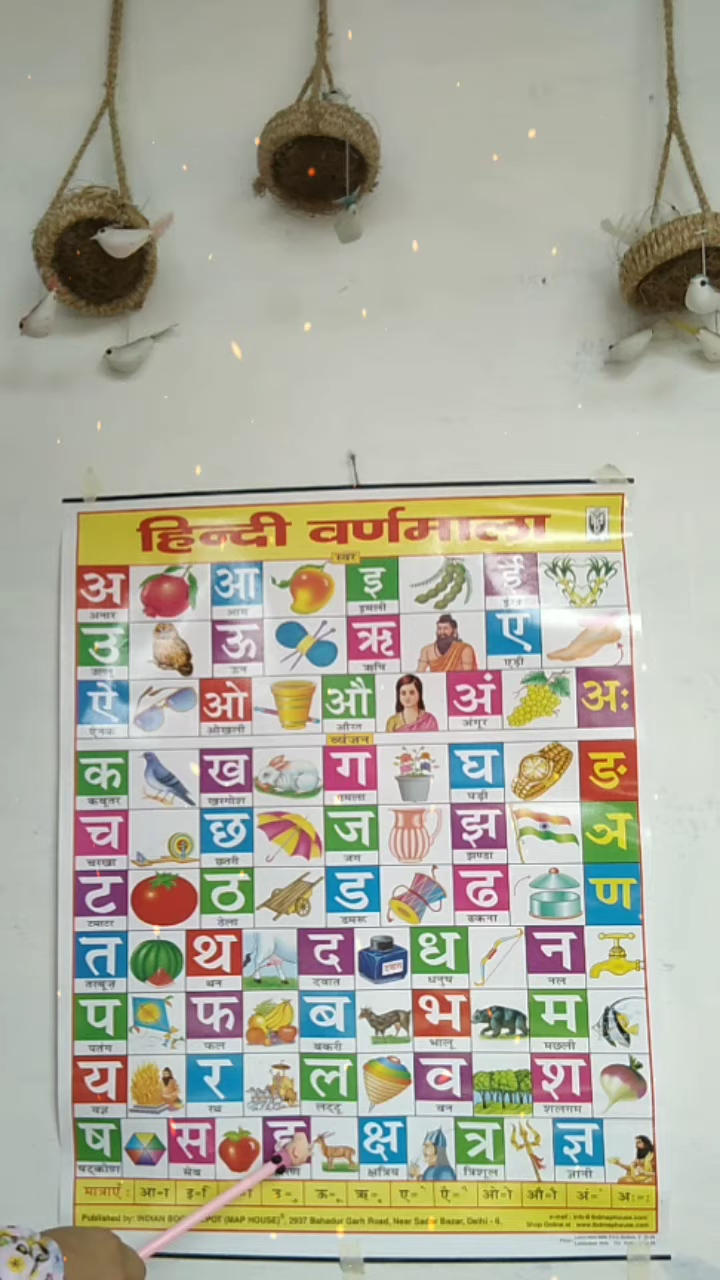 हिन्दी वर्णमाला
स्वर
अ आ इ ई
अनार आम इमली ईख
उ ऊ ऋ ए
उल्लू ऊन ऋषि एड़ी
ऐ ओ औ अं अः
ऐनक ओखली औरत अंगूर
व्यंजन
क ख ग घ ङ
कबूतर खरगोश गमला घड़ी
च छ ज झ ञ
चरखा छतरी जग झण्डा
ट ठ ड ढ ण
टमाटर ठेला डमरू ढकना
त थ द ध न
तरबूज थन दवात धनुष नल
प फ ब भ म
पतंग फल बकरी भालू मछली
य र ल व श
यज्ञ रथ लट्टू वन शलगम
ष स ह क्ष त्र ज्ञ
षट्कोण सेब क्षत्रिय त्रिशूल ज्ञानी
मात्राएँ: आ=ा इ=ि उ=ु ऊ=ू ऋ=ृ ए=े ऐ=ै ओ=ो औ=ौ अं=ं अः=ः
Published by: INDIAN BOOK DEPOT (MAP HOUSE)®, 2937 Bahadur Garh Road, Near Sadar Bazar, Delhi - 6.
e-mail : info@ibdmaphouse.com
Shop Online at www.ibdmaphouse.com